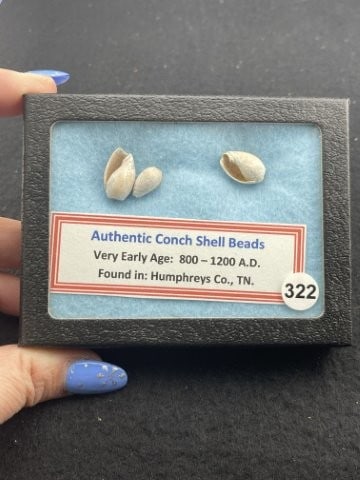 Authentic Conch Shell Beads
Very Early Age: 800 – 1200 A.D.
Found in: Humphreys Co., TN.
322